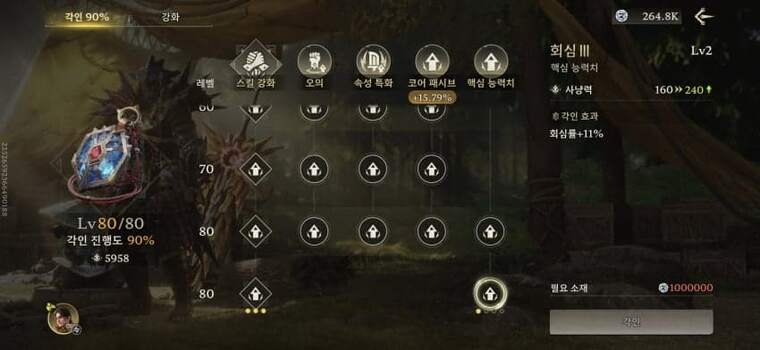 각인 90%
강화
264.8K
레벨
스킬 강화
오의
속성 특화
코어 패시브
핵심 능력치
+15.79%
회심 III
Lv2
핵심 능력치
사냥력
160 >> 240
각인 효과
회심률+11%
60
70
80
80
Lv 80/80
각인 진행도 90%
5958
필요 소재
1000000
각인